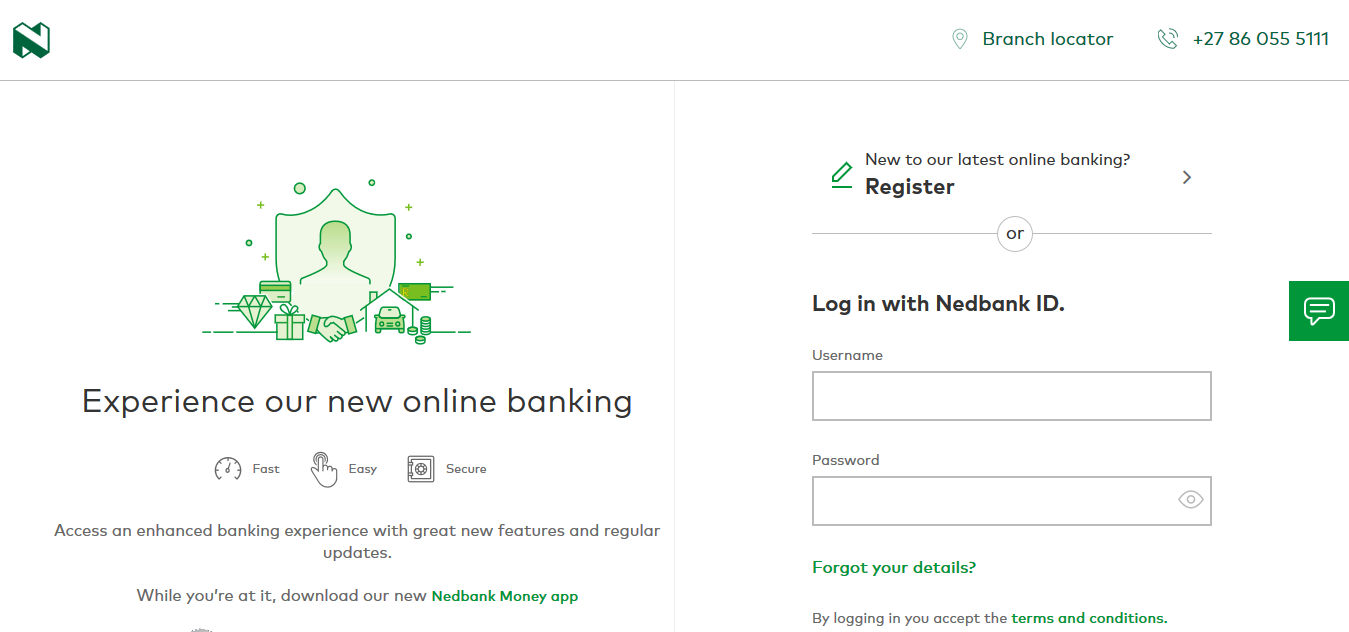 Branch locator
+27 86 055 5111
Experience our new online banking
Fast
Easy
Secure
Access an enhanced banking experience with great new features and regular
updates.
While you’re at it, download our new Nedbank Money app
New to our latest online banking?
Register
or
Log in with Nedbank ID.
Username
Password
Forgot your details?
By logging in you accept the terms and conditions.